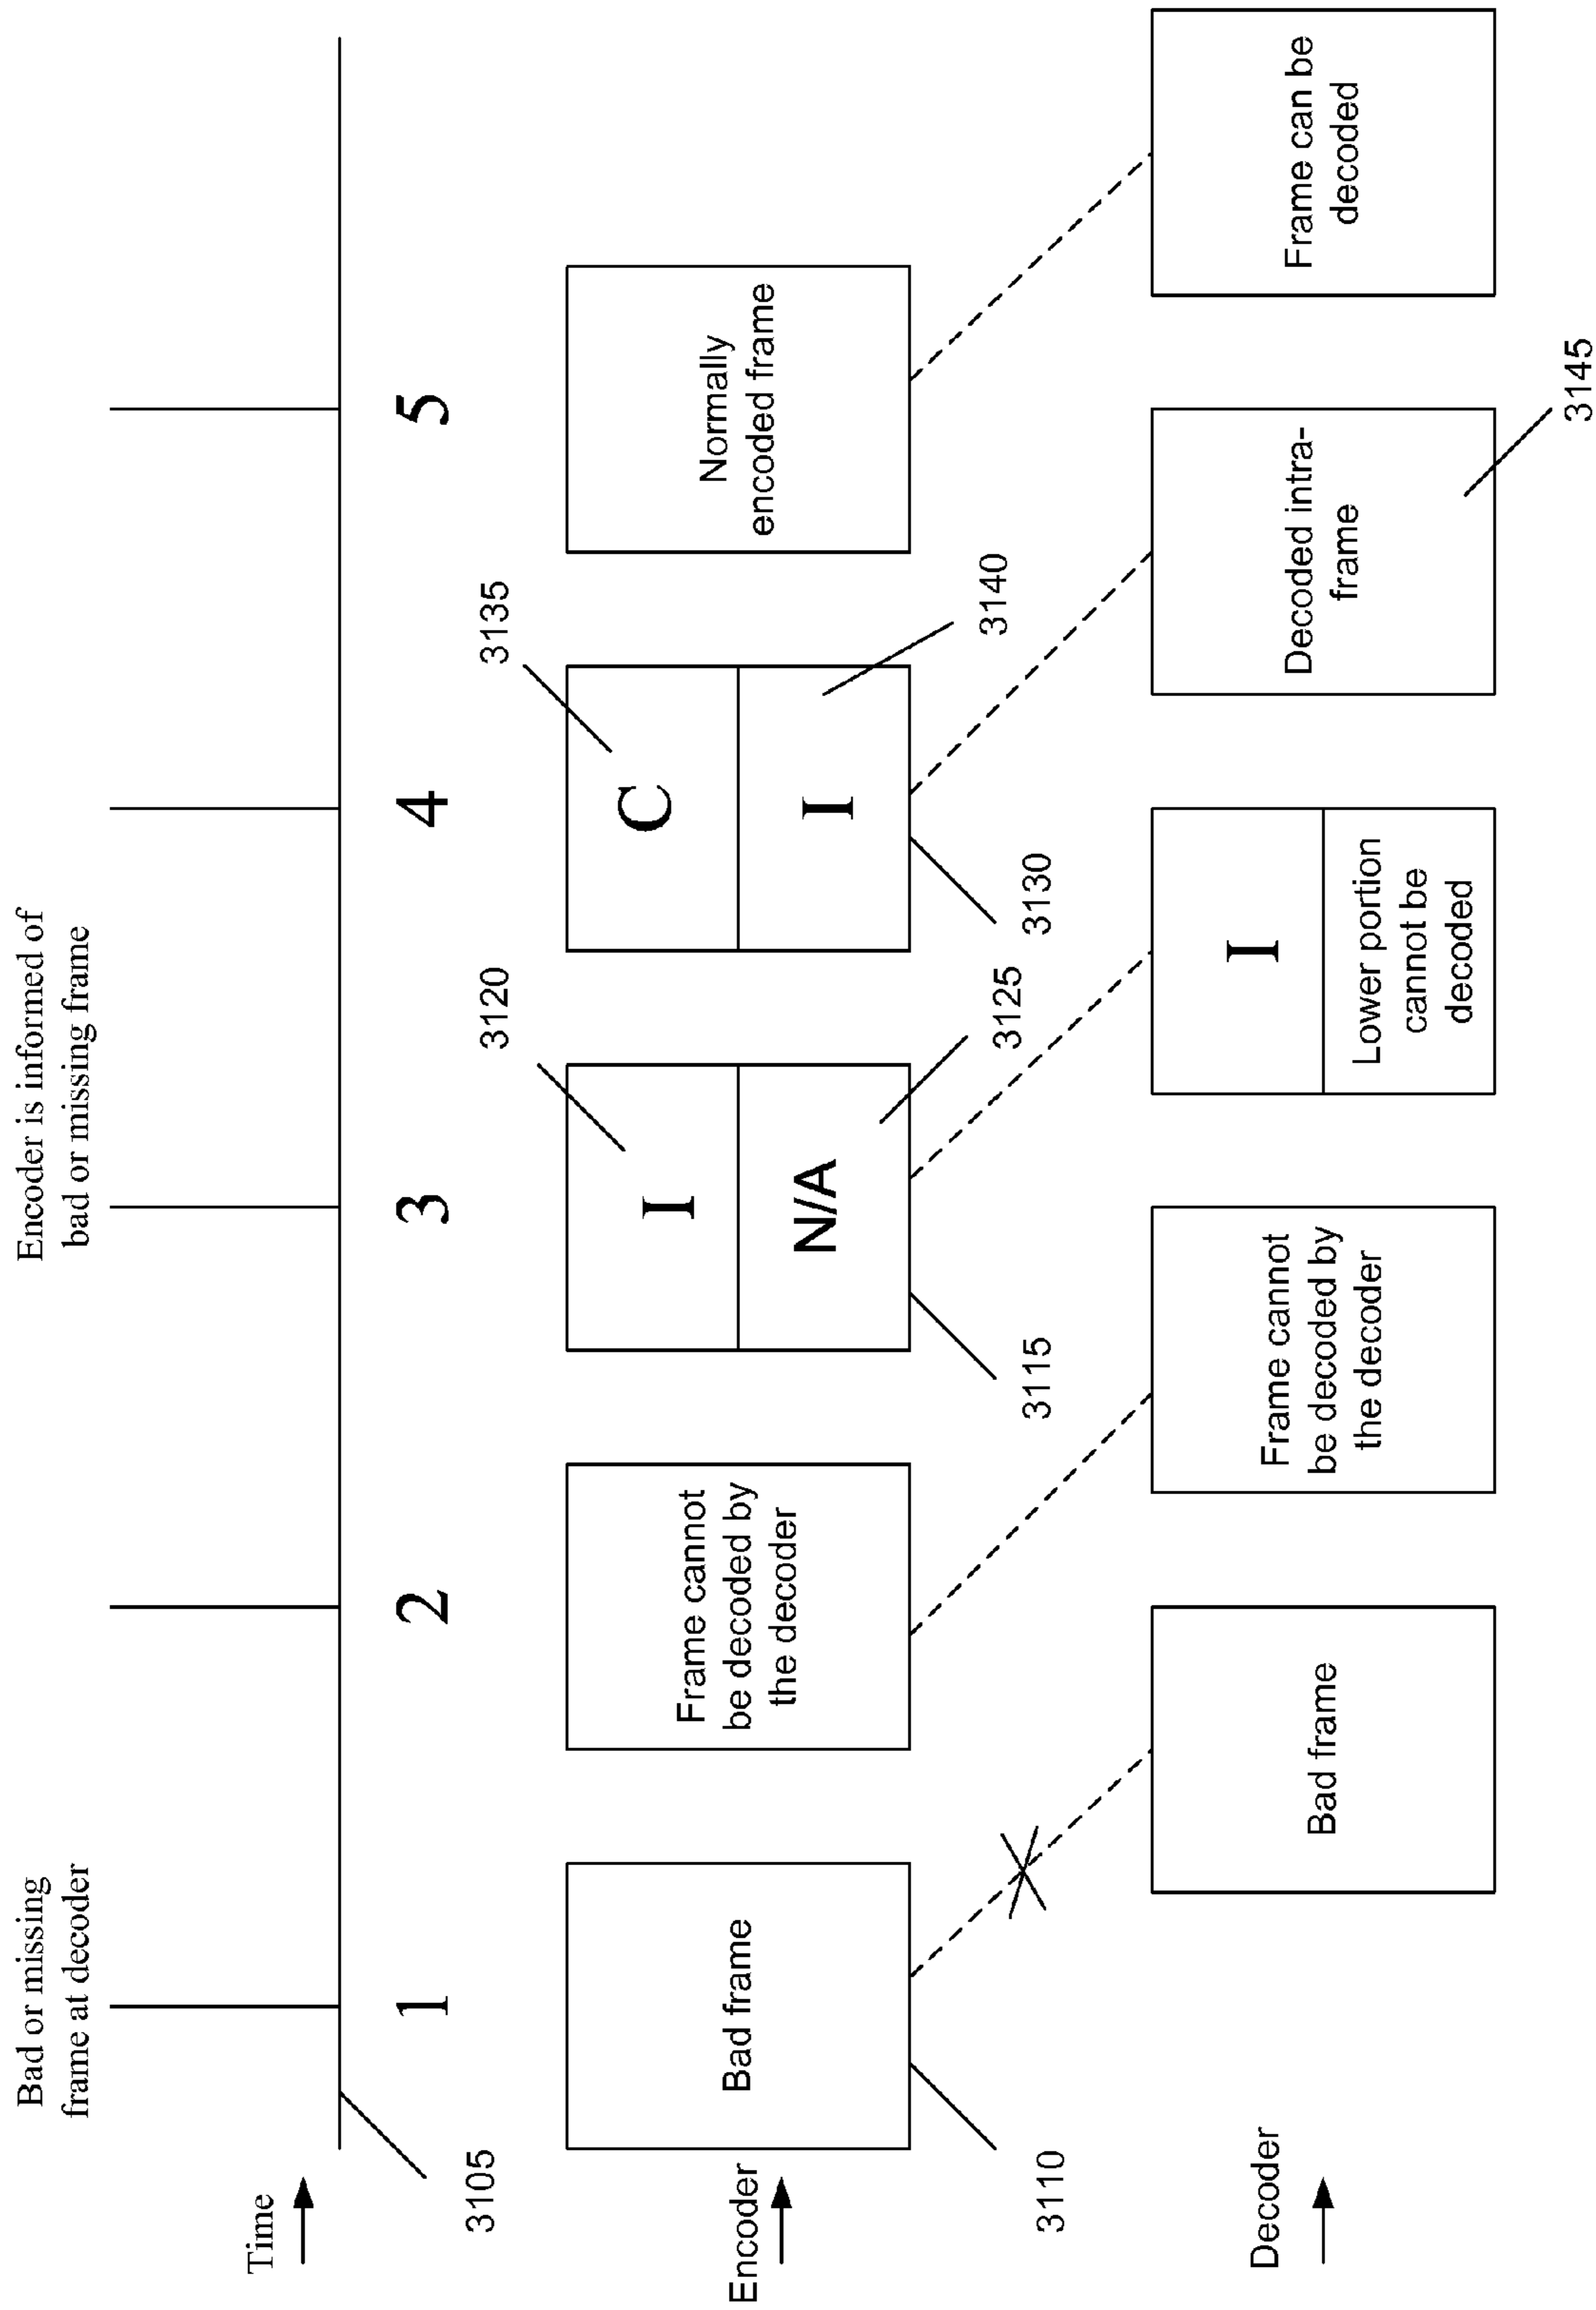 Bad or missing
frame at decoder
Encoder is informed of
bad or missing frame
Time
3105
1
2
3
4
5
Encoder
Bad frame
Frame cannot
be decoded by
the decoder
I
N/A
C
I
Normally
encoded frame
3120
3135
3110
3115
3125
3130
3140
Decoder
Bad frame
Frame cannot
be decoded by
the decoder
I
Lower portion
cannot be
decoded
Decoded intra-
frame
Frame can be
decoded
3145